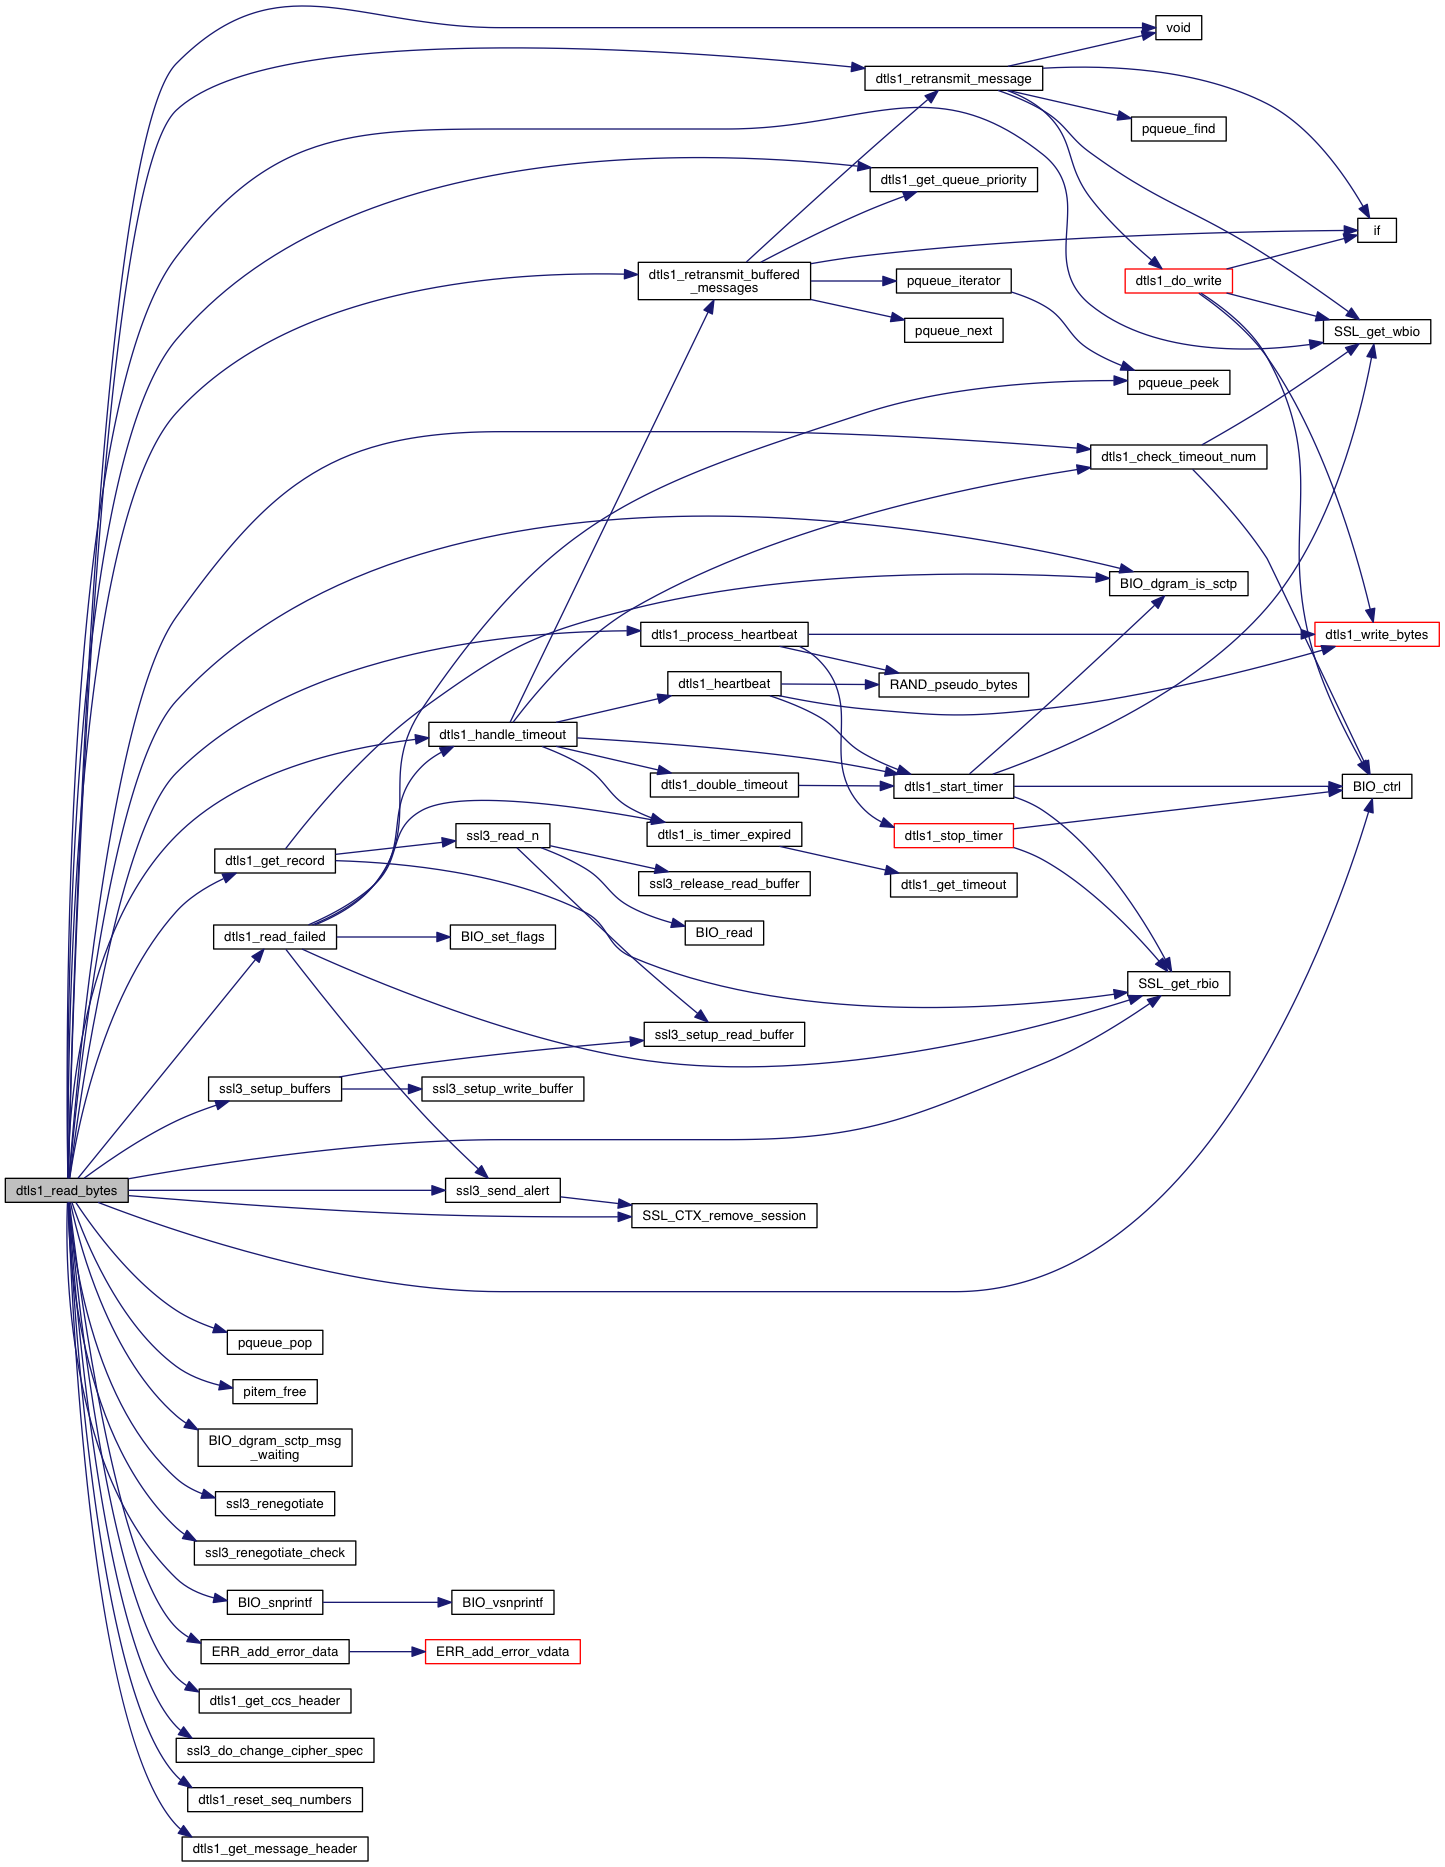 void
dtls1_retransmit_message
pqueue_find
dtls1_get_queue_priority
if
dtls1_retransmit_buffered
_messages
pqueue_iterator
dtls1_do_write
pqueue_next
SSL_get_wbio
pqueue_peek
dtls1_check_timeout_num
BIO_dgram_is_sctp
dtls1_process_heartbeat
dtls1_write_bytes
dtls1_heartbeat
RAND_pseudo_bytes
dtls1_handle_timeout
dtls1_double_timeout
dtls1_start_timer
BIO_ctrl
ssl3_read_n
dtls1_is_timer_expired
dtls1_stop_timer
dtls1_get_record
ssl3_release_read_buffer
dtls1_get_timeout
dtls1_read_failed
BIO_set_flags
BIO_read
SSL_get_rbio
ssl3_setup_read_buffer
ssl3_setup_buffers
ssl3_setup_write_buffer
dtls1_read_bytes
ssl3_send_alert
SSL_CTX_remove_session
pqueue_pop
pitem_free
BIO_dgram_sctp_msg
_waiting
ssl3_renegotiate
ssl3_renegotiate_check
BIO_snprintf
BIO_vsnprintf
ERR_add_error_data
ERR_add_error_vdata
dtls1_get_ccs_header
ssl3_do_change_cipher_spec
dtls1_reset_seq_numbers
dtls1_get_message_header